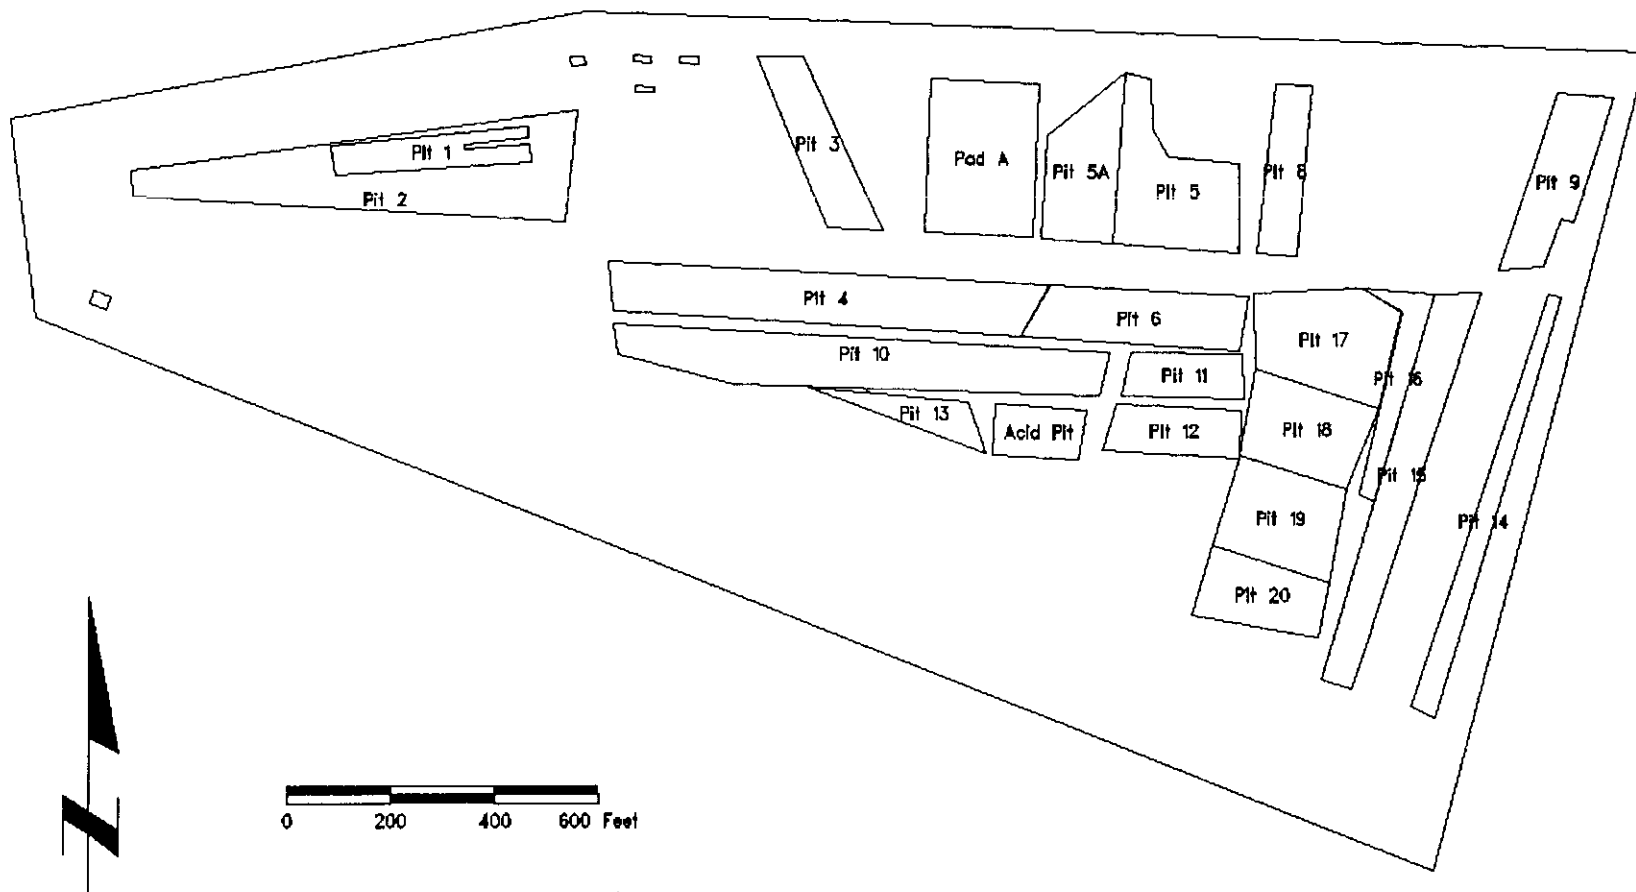 Pit 1
Pit 2
Pit 3
Pad A
Pit 5A
Pit 5
Pit 8
Pit 9
Pit 4
Pit 6
Pit 17
Pit 10
Pit 11
Pit 16
Pit 13
Acid Pit
Pit 12
Pit 18
Pit 15
Pit 19
Pit 14
Pit 20
N
0 200 400 600 Feet